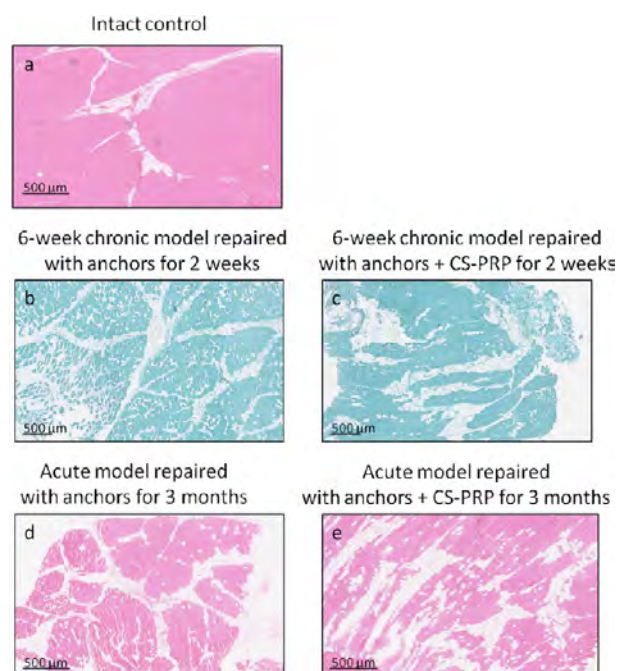 Intact control
a
500 µm
6-week chronic model repaired
with anchors for 2 weeks
6-week chronic model repaired
with anchors + CS-PRP for 2 weeks
b
500 µm
c
500 µm
Acute model repaired
with anchors for 3 months
Acute model repaired
with anchors + CS-PRP for 3 months
d
500 µm
e
500 µm